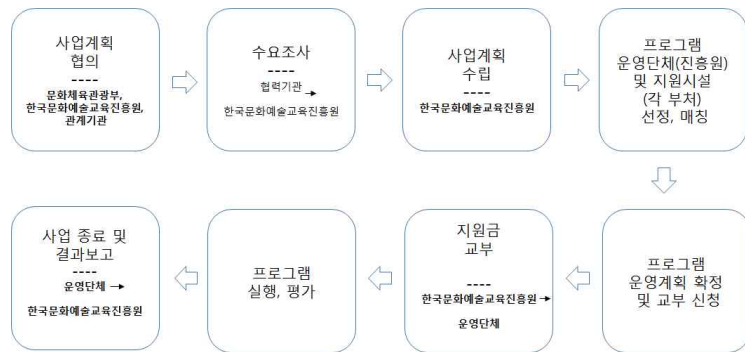 사업계획
협의
----
문화체육관광부,
한국문화예술교육진흥원,
관계기관
수요조사
----
협력기관 →
한국문화예술교육진흥원
사업계획
수립
----
한국문화예술교육진흥원
프로그램
운영단체(진흥원)
및 지원시설
(각 부처)
선정, 매칭
프로그램
운영계획 확정
및 교부 신청
지원금
교부
----
한국문화예술교육진흥원→
운영단체
프로그램
실행, 평가
사업 종료 및
결과보고
----
운영단체 →
한국문화예술교육진흥원